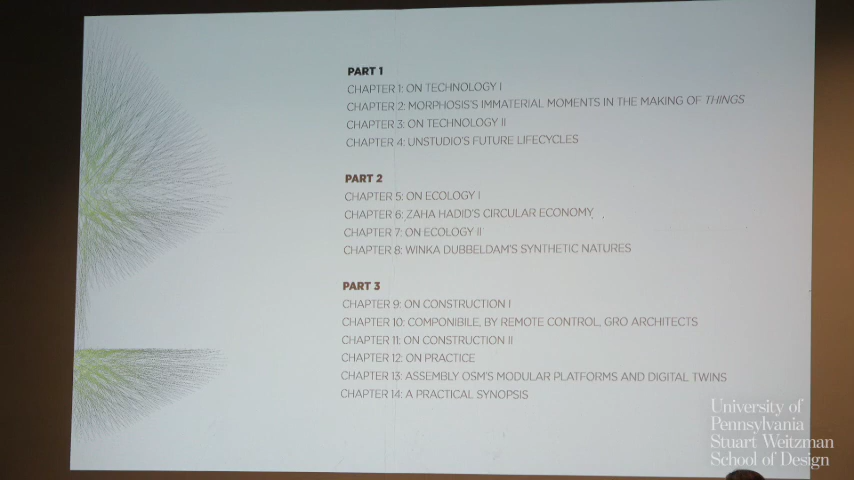 PART 1
CHAPTER 1: ON TECHNOLOGY I
CHAPTER 2: MORPHOSIS'S IMMATERIAL MOMENTS IN THE MAKING OF THINGS
CHAPTER 3: ON TECHNOLOGY II
CHAPTER 4: UNSTUDIO'S FUTURE LIFECYCLES
PART 2
CHAPTER 5: ON ECOLOGY I
CHAPTER 6: ZAHA HADID'S CIRCULAR ECONOMY
CHAPTER 7: ON ECOLOGY II
CHAPTER 8: WINKA DUBBELDAM'S SYNTHETIC NATURES
PART 3
CHAPTER 9: ON CONSTRUCTION I
CHAPTER 10: COMPONIBILE, BY REMOTE CONTROL, GRO ARCHITECTS
CHAPTER 11: ON CONSTRUCTION II
CHAPTER 12: ON PRACTICE
CHAPTER 13: ASSEMBLY OSM'S MODULAR PLATFORMS AND DIGITAL TWINS
CHAPTER 14: A PRACTICAL SYNOPSIS
University of
Pennsylvania
Stuart Weitzman
School of Design